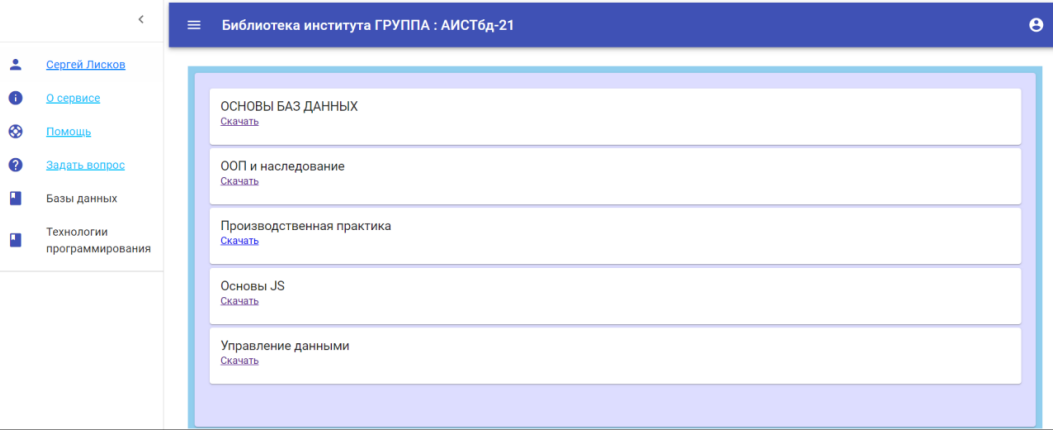 Библиотека института ГРУППА : АИСТбд-21
Сергей Лисков
О сервисе
Помощь
Задать вопрос
Базы данных
Технологии
программирования
ОСНОВЫ БАЗ ДАННЫХ
Скачать
ООП и наследование
Скачать
Производственная практика
Скачать
Основы JS
Скачать
Управление данными
Скачать